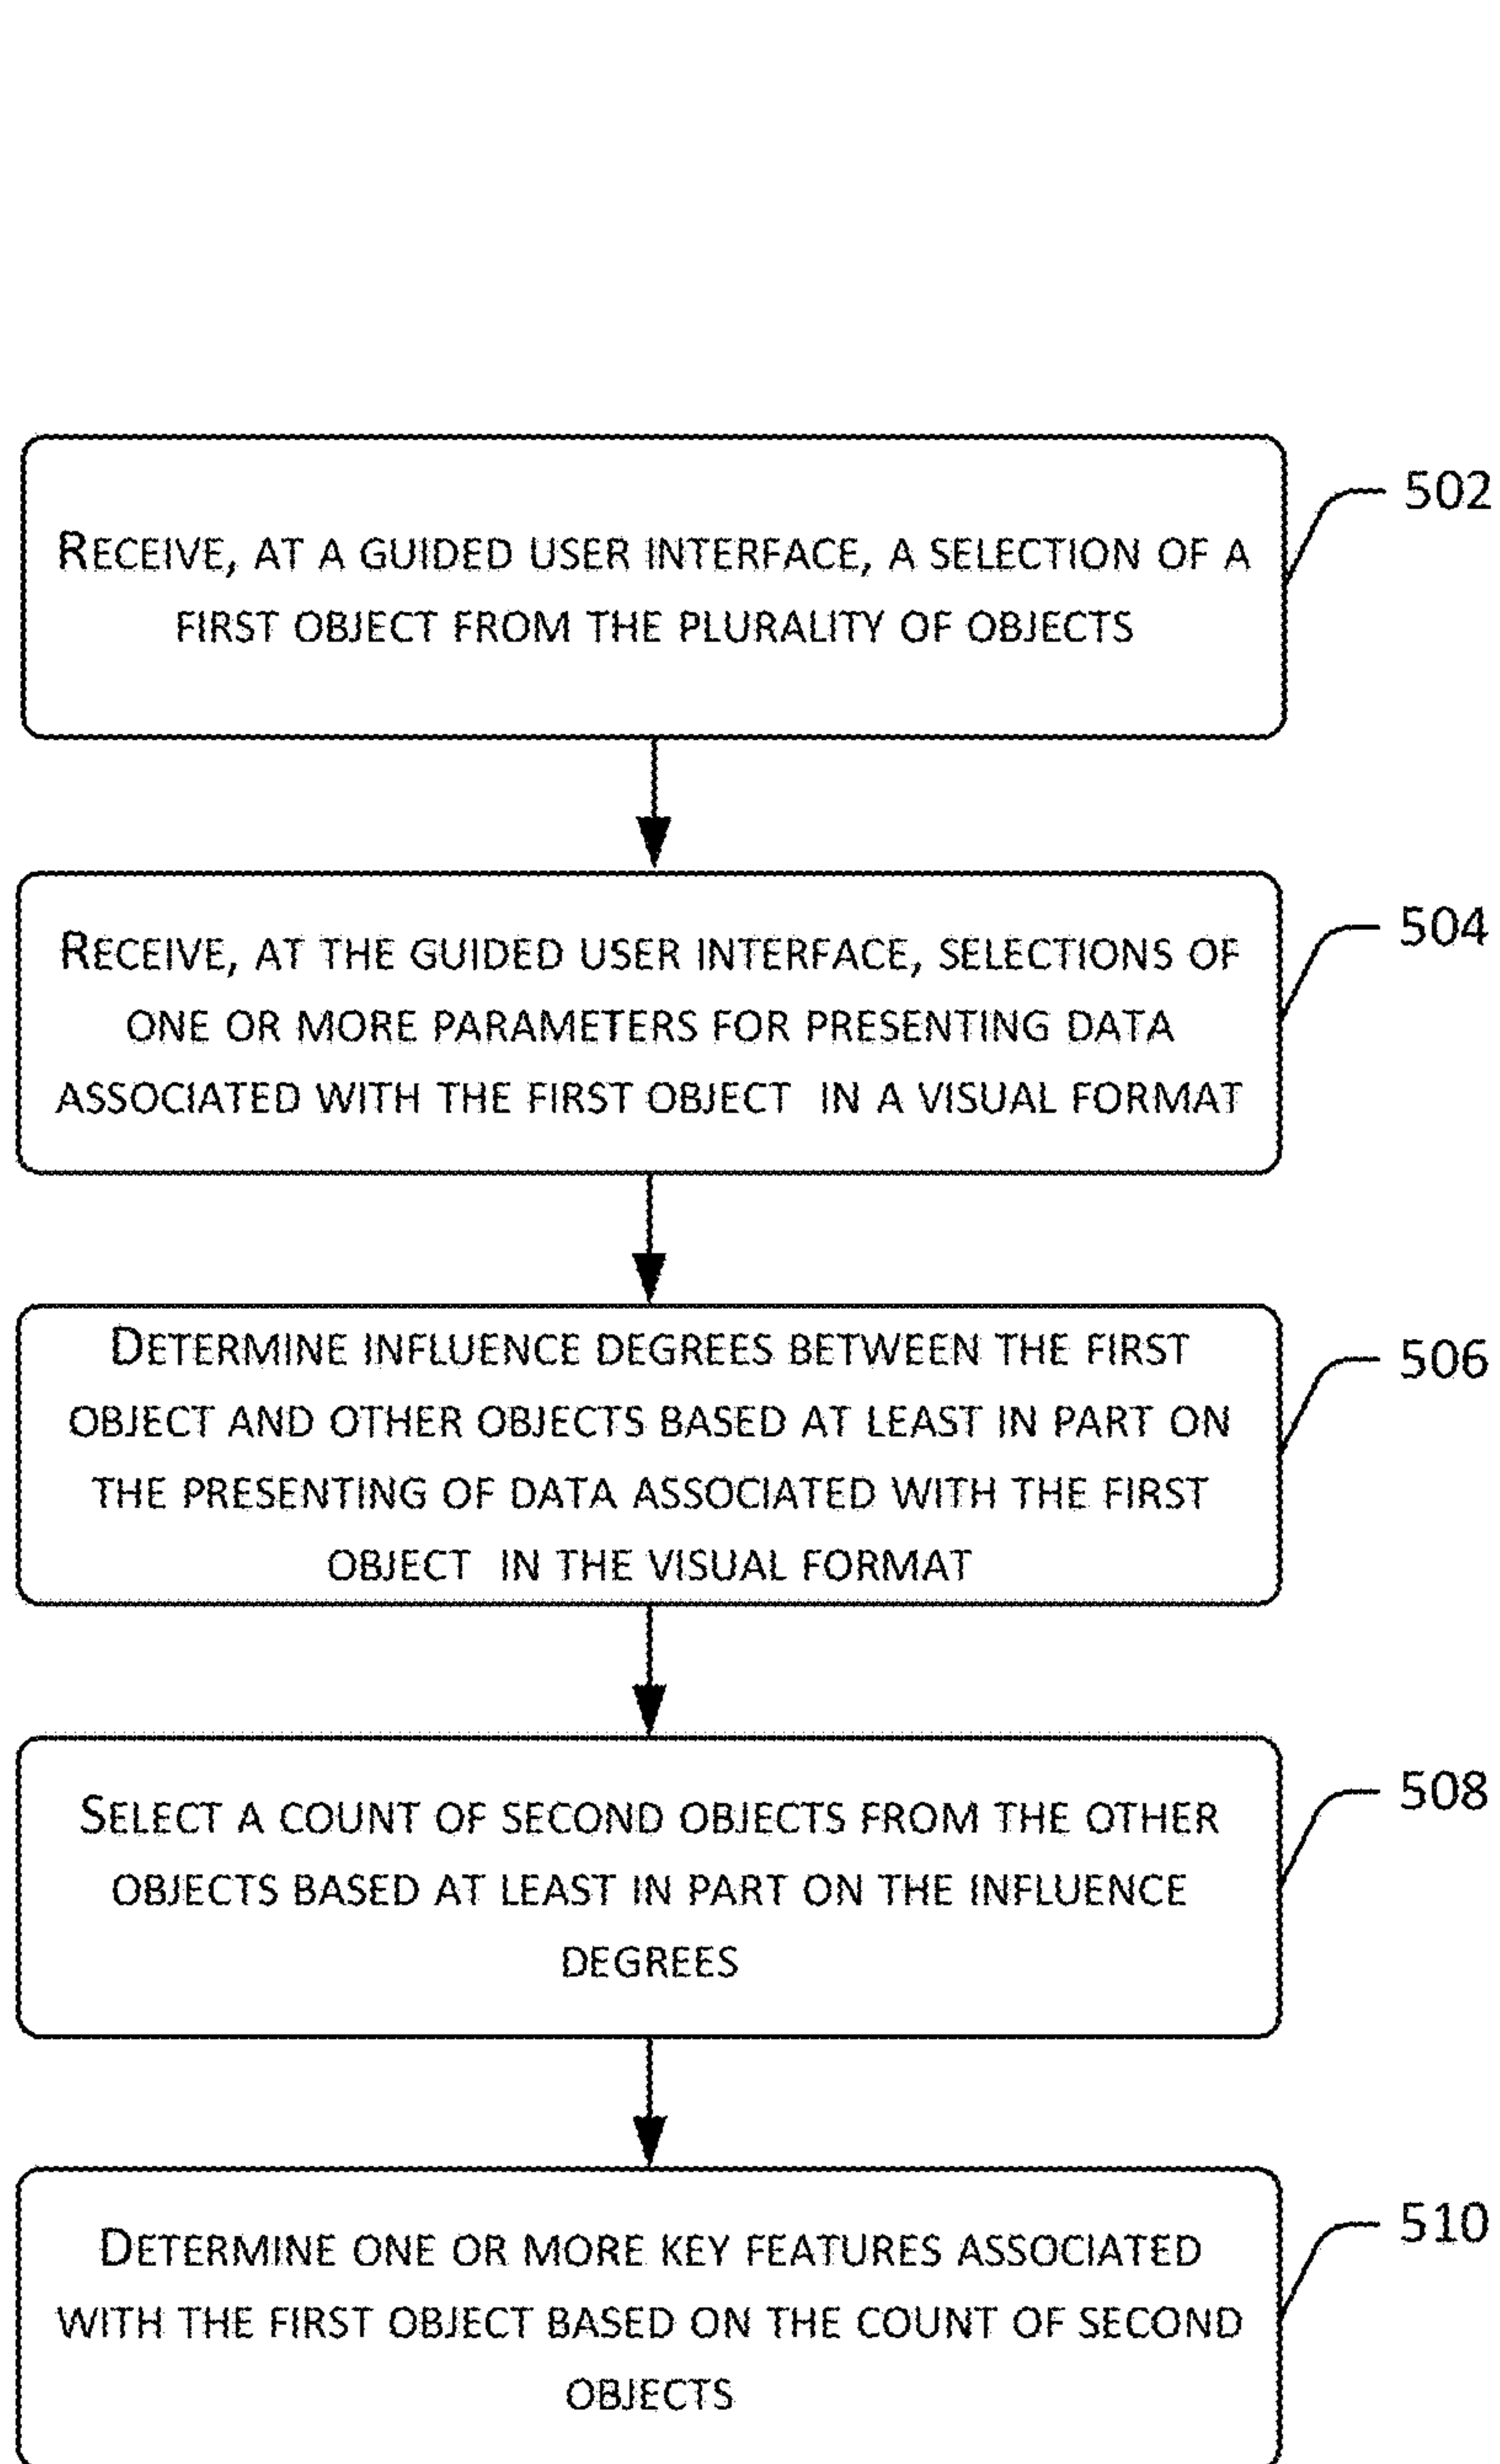 RECEIVE, AT A GUIDED USER INTERFACE, A SELECTION OF A
FIRST OBJECT FROM THE PLURALITY OF OBJECTS
502
RECEIVE, AT THE GUIDED USER INTERFACE, SELECTIONS OF
ONE OR MORE PARAMETERS FOR PRESENTING DATA
ASSOCIATED WITH THE FIRST OBJECT IN A VISUAL FORMAT
504
DETERMINE INFLUENCE DEGREES BETWEEN THE FIRST
OBJECT AND OTHER OBJECTS BASED AT LEAST IN PART ON
THE PRESENTING OF DATA ASSOCIATED WITH THE FIRST
OBJECT IN THE VISUAL FORMAT
506
SELECT A COUNT OF SECOND OBJECTS FROM THE OTHER
OBJECTS BASED AT LEAST IN PART ON THE INFLUENCE
DEGREES
508
DETERMINE ONE OR MORE KEY FEATURES ASSOCIATED
WITH THE FIRST OBJECT BASED ON THE COUNT OF SECOND
OBJECTS
510